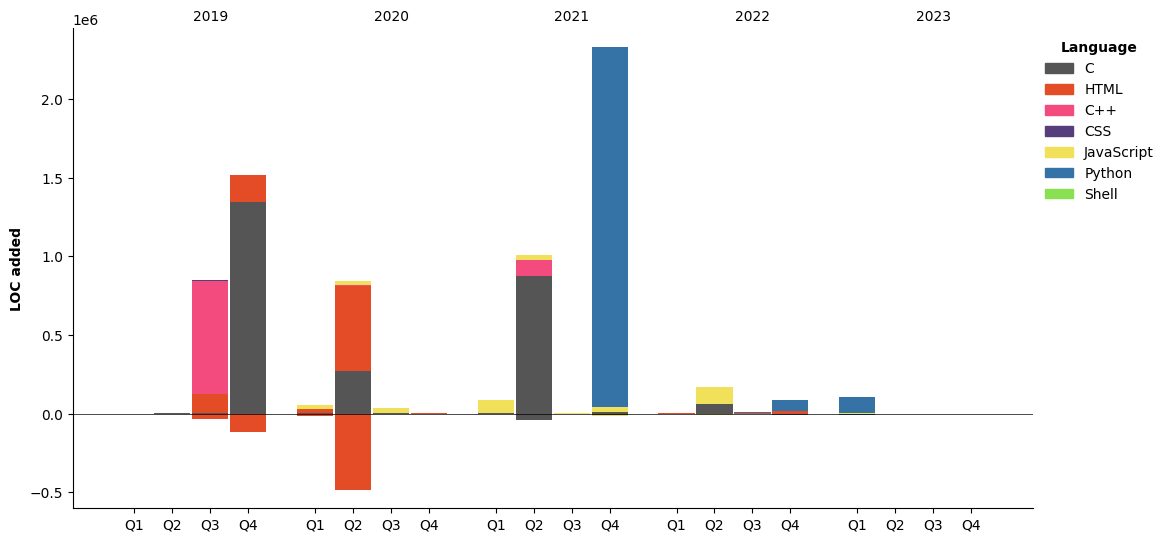 1e6
2019 2020 2021 2022 2023
Language
C
HTML
C++
CSS
JavaScript
Python
Shell
LOC added
2.0
1.5
1.0
0.5
0.0
−0.5
Q1 Q2 Q3 Q4 Q1 Q2 Q3 Q4 Q1 Q2 Q3 Q4 Q1 Q2 Q3 Q4 Q1 Q2 Q3 Q4